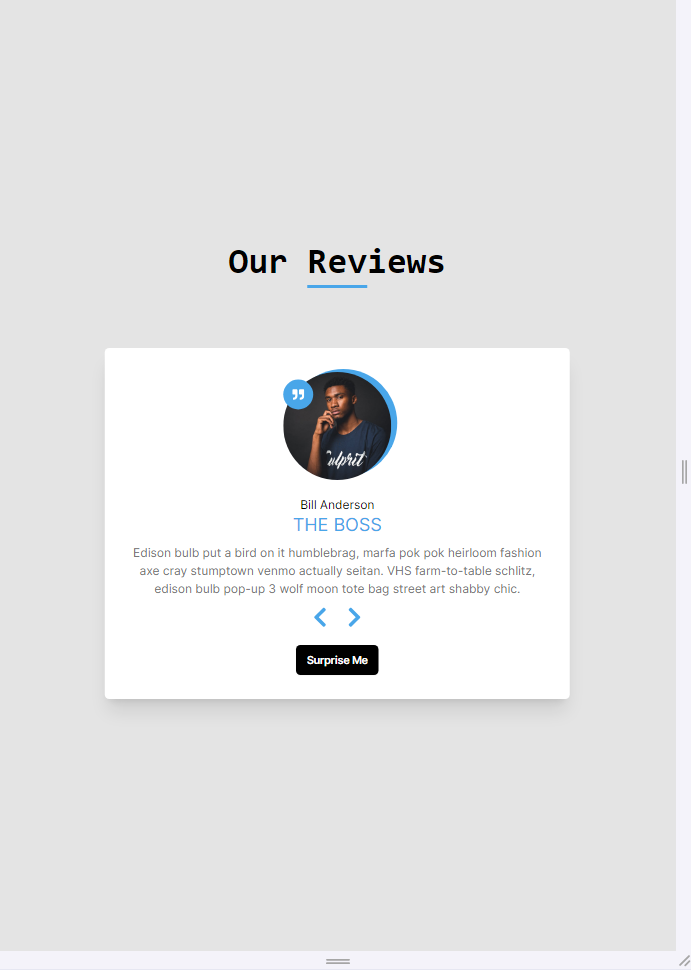 Our Reviews
ulprit
Bill Anderson
THE BOSS
Edison bulb put a bird on it humblebrag, marfa pok pok heirloom fashion
axe cray stumptown venmo actually seitan. VHS farm-to-table schlitz,
edison bulb pop-up 3 wolf moon tote bag street art shabby chic.
Surprise Me